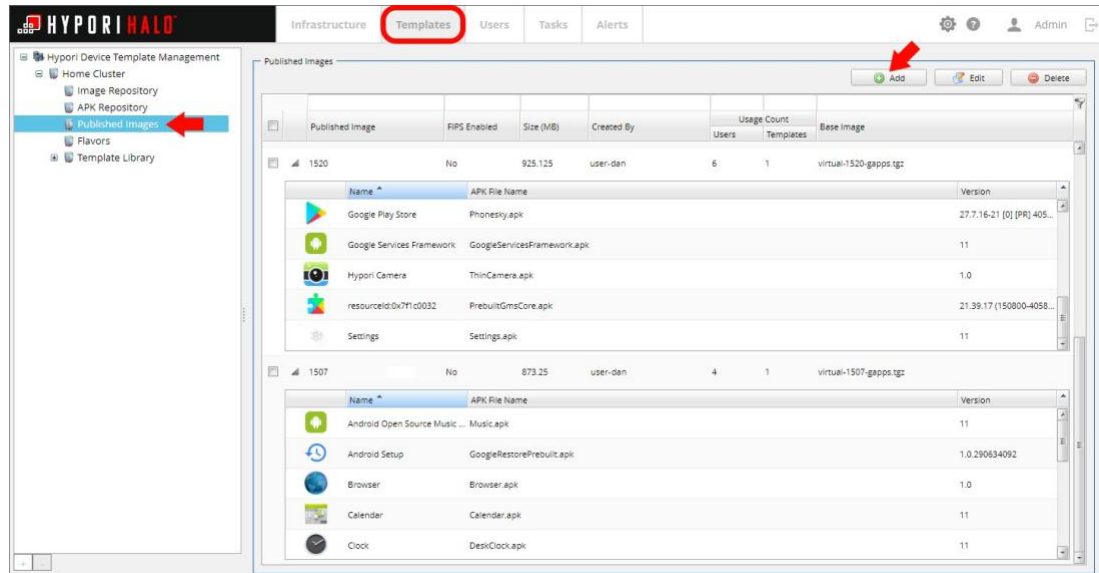 HYPORI HALO
Infrastructure Templates Users Tasks Alerts Admin
Hypori Device Template Management
Home Cluster
Image Repository
APK Repository
Published Images
Flavors
Template Library
Published Images
Add Edit Delete
Published Image FIPS Enabled Size (MB) Created By Usage Count Users Templates Base Image
1520 No 925.125 user-dan 6 1 virtual-1520-gapps.tgz
Name APK File Name Version
Google Play Store Phonesky.apk 27.7.16-21 [0] [PR] 405...
Google Services Framework GoogleServicesFramework.apk 11
Hypori Camera ThinCamera.apk 1.0
resourceId:0x7f1c0032 PrebuiltGmsCore.apk 21.39.17 (150800-4058...
Settings Settings.apk 11
1507 No 873.25 user-dan 4 1 virtual-1507-gapps.tgz
Name APK File Name Version
Android Open Source Music ... Music.apk 11
Android Setup GoogleRestorePrebuilt.apk 1.0.290634092
Browser Browser.apk 1.0
Calendar Calendar.apk 11
Clock DeskClock.apk 11